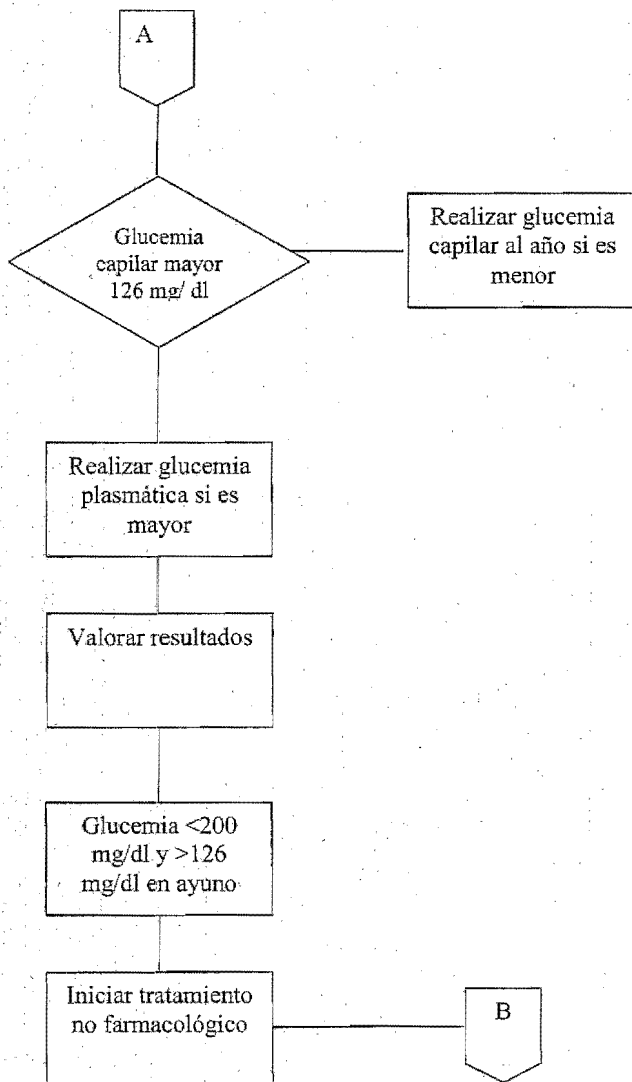 A
Glucemia
capilar mayor
126 mg/ dl
Realizar glucemia
capilar al año si es
menor
Realizar glucemia
plasmática si es
mayor
Valorar resultados
Glucemia <200
mg/dl y >126
mg/dl en ayuno
Iniciar tratamiento
no farmacológico
B